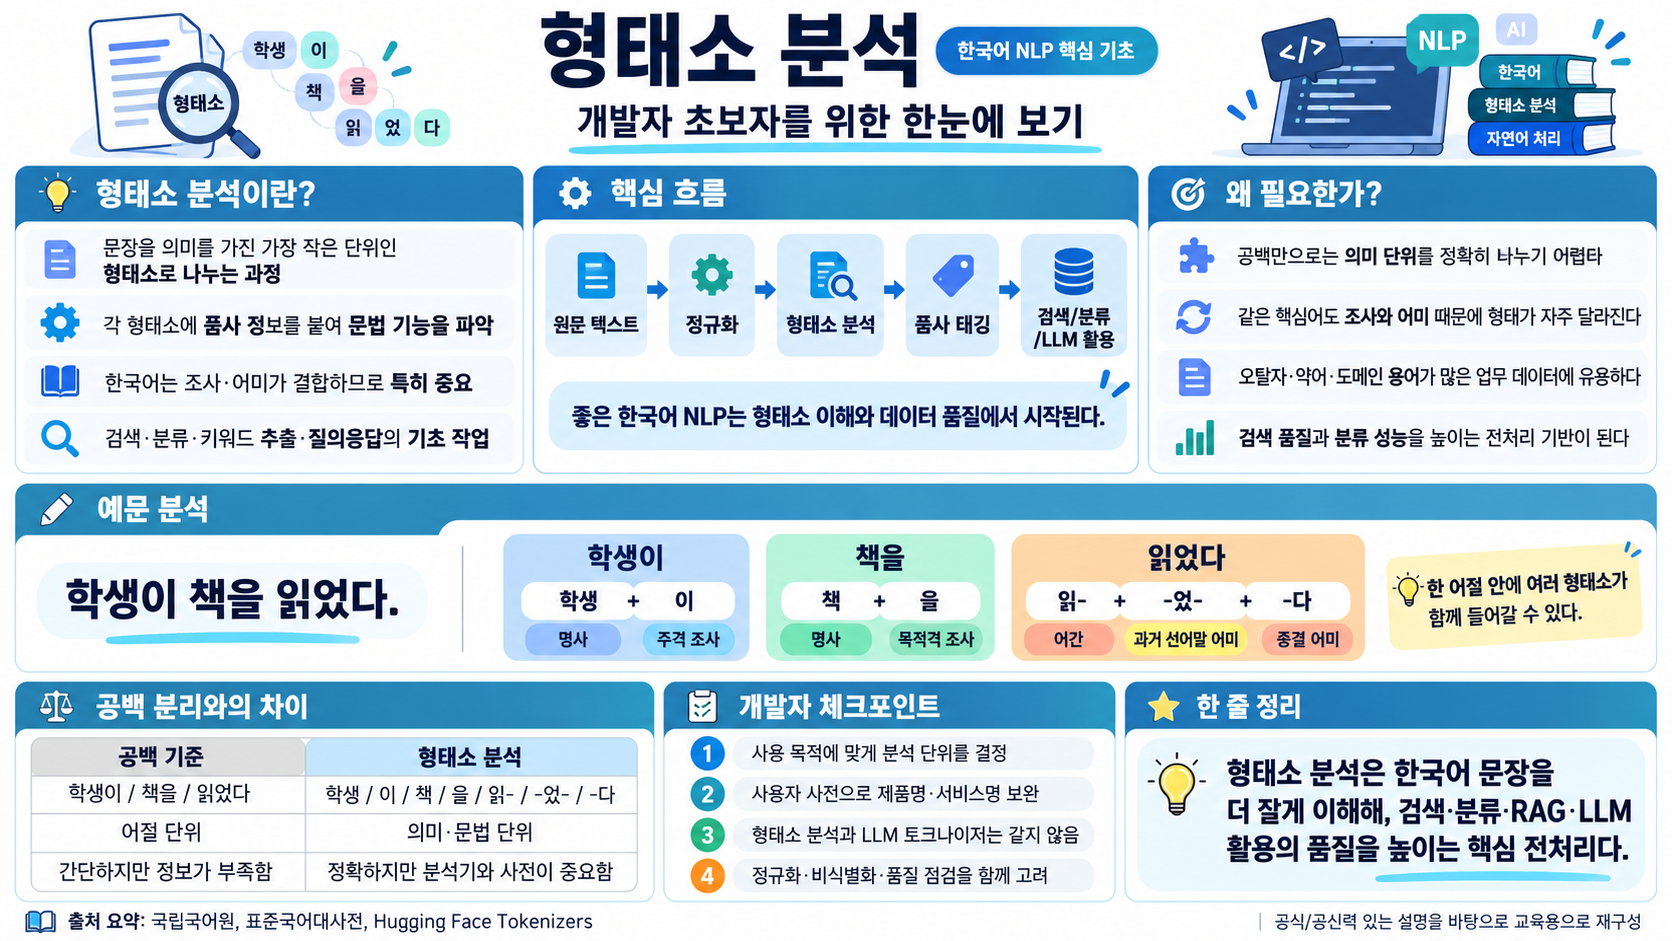 형태소
학생 이
책 을
읽 었 다
형태소 분석
한국어 NLP 핵심 기초
개발자 초보자를 위한 한눈에 보기
</>
NLP
AI
한국어
형태소 분석
자연어 처리
형태소 분석이란?
문장을 의미를 가진 가장 작은 단위인
형태소로 나누는 과정
각 형태소에 품사 정보를 붙여 문법 기능을 파악
한국어는 조사·어미가 결합하므로 특히 중요
검색·분류·키워드 추출·질의응답의 기초 작업
핵심 흐름
원문 텍스트
정규화
형태소 분석
품사 태깅
검색/분류
/LLM 활용
좋은 한국어 NLP는 형태소 이해와 데이터 품질에서 시작된다.
왜 필요한가?
공백만으로는 의미 단위를 정확히 나누기 어렵다
같은 핵심어도 조사와 어미 때문에 형태가 자주 달라진다
오탈자·약어·도메인 용어가 많은 업무 데이터에 유용하다
검색 품질과 분류 성능을 높이는 전처리 기반이 된다
예문 분석
학생이 책을 읽었다.
학생이
학생 + 이
명사 주격 조사
책을
책 + 을
명사 목적격 조사
읽었다
읽- + -었- + -다
어간 과거 선어말 어미 종결 어미
한 어절 안에 여러 형태소가
함께 들어갈 수 있다.
공백 분리와의 차이
공백 기준 형태소 분석
학생이 / 책을 / 읽었다 학생 / 이 / 책 / 을 / 읽- / -었- / -다
어절 단위 의미·문법 단위
간단하지만 정보가 부족함 정확하지만 분석기와 사전이 중요함
개발자 체크포인트
1 사용 목적에 맞게 분석 단위를 결정
2 사용자 사전으로 제품명·서비스명 보완
3 형태소 분석과 LLM 토크나이저는 같지 않음
4 정규화·비식별화·품질 점검을 함께 고려
한 줄 정리
형태소 분석은 한국어 문장을
더 잘게 이해해, 검색·분류·RAG·LLM
활용의 품질을 높이는 핵심 전처리다.
출처 요약: 국립국어원, 표준국어대사전, Hugging Face Tokenizers
공식/공신력 있는 설명을 바탕으로 교육용으로 재구성